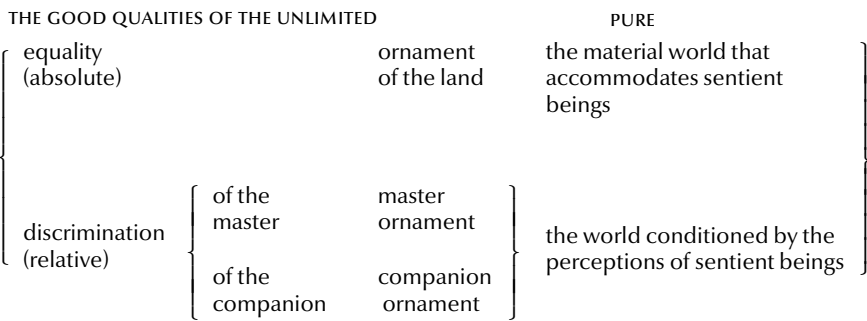 THE GOOD QUALITIES OF THE UNLIMITED PURE
equality ornament the material world that
(absolute) of the land accommodates sentient
beings
of the master
master ornament
discrimination
(relative)
the world conditioned by the
perceptions of sentient beings
of the companion
companion ornament